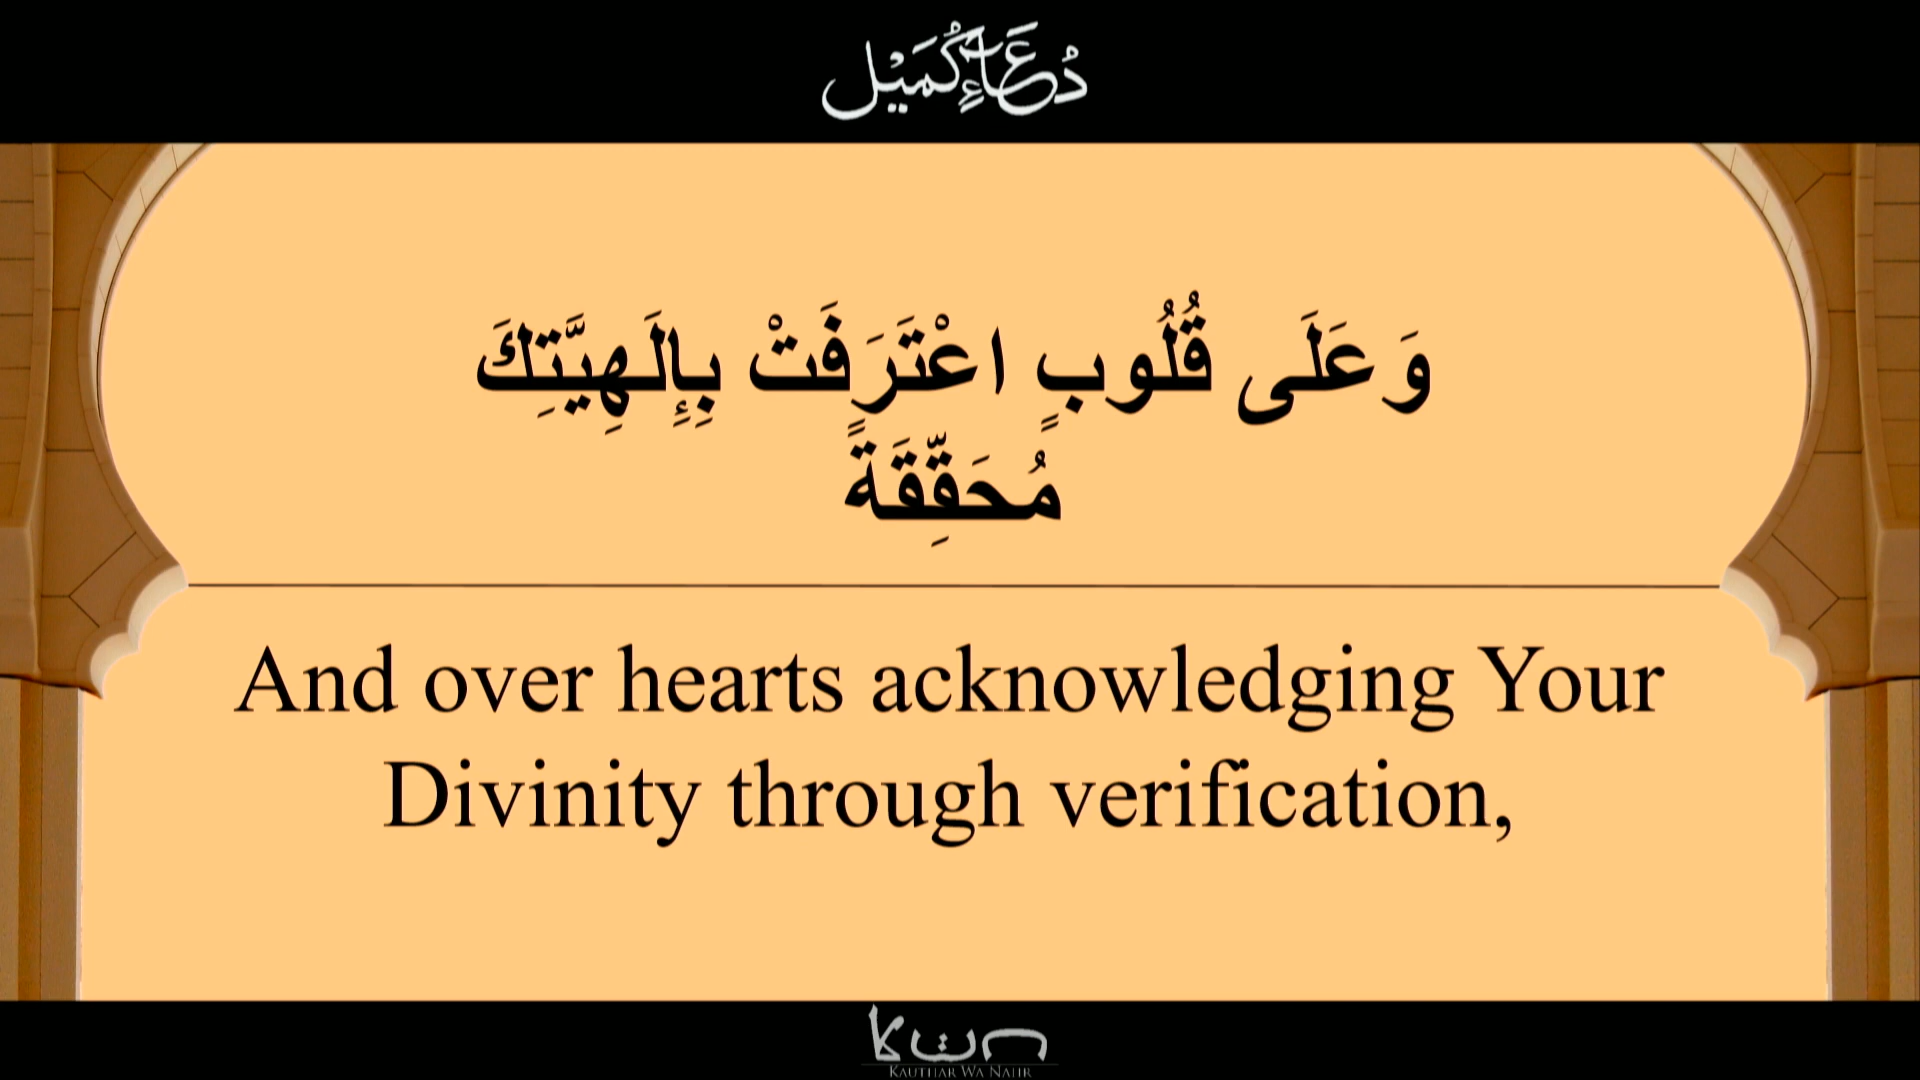 دُعَاءِ كُمَيْل
وَ عَلَى قُلُوبٍ اعْتَرَفَتْ بِإِلَهِيَّتِكَ
مُحَقِّقَةً
And over hearts acknowledging Your
Divinity through verification,
KWN
KAUTHAR WA NAHR